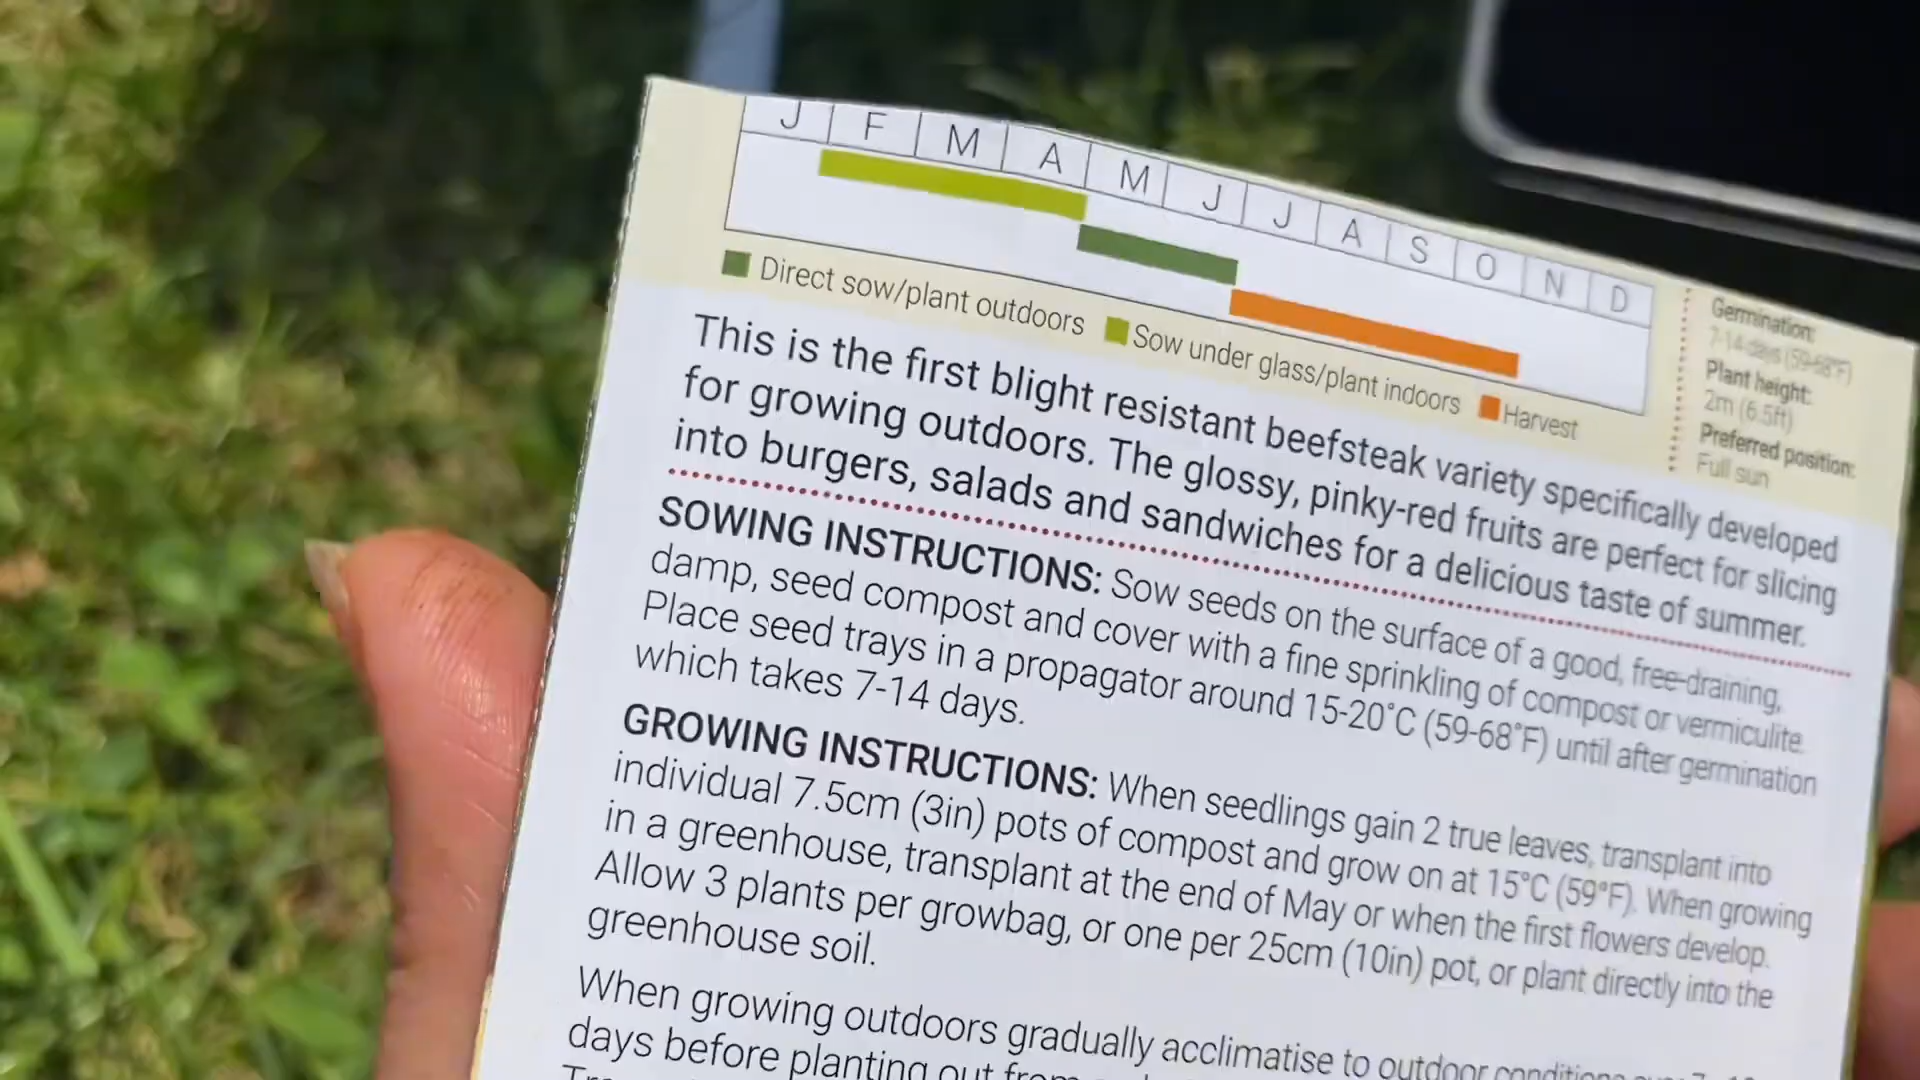 J F M A M J J A S O N D
Direct sow/plant outdoors Sow under glass/plant indoors Harvest
Germination:
7-14 days (59-68°F)
Plant height:
2m (6.5ft)
Preferred position:
Full sun
This is the first blight resistant beefsteak variety specifically developed
for growing outdoors. The glossy, pinky-red fruits are perfect for slicing
into burgers, salads and sandwiches for a delicious taste of summer.
SOWING INSTRUCTIONS: Sow seeds on the surface of a good, free-draining,
damp, seed compost and cover with a fine sprinkling of compost or vermiculite.
Place seed trays in a propagator around 15-20°C (59-68°F) until after germination
which takes 7-14 days.
GROWING INSTRUCTIONS: When seedlings gain 2 true leaves, transplant into
individual 7.5cm (3in) pots of compost and grow on at 15°C (59°F). When growing
in a greenhouse, transplant at the end of May or when the first flowers develop.
Allow 3 plants per growbag, or one per 25cm (10in) pot, or plant directly into the
greenhouse soil.
When growing outdoors gradually acclimatise to outdoor conditions
days before planting out from